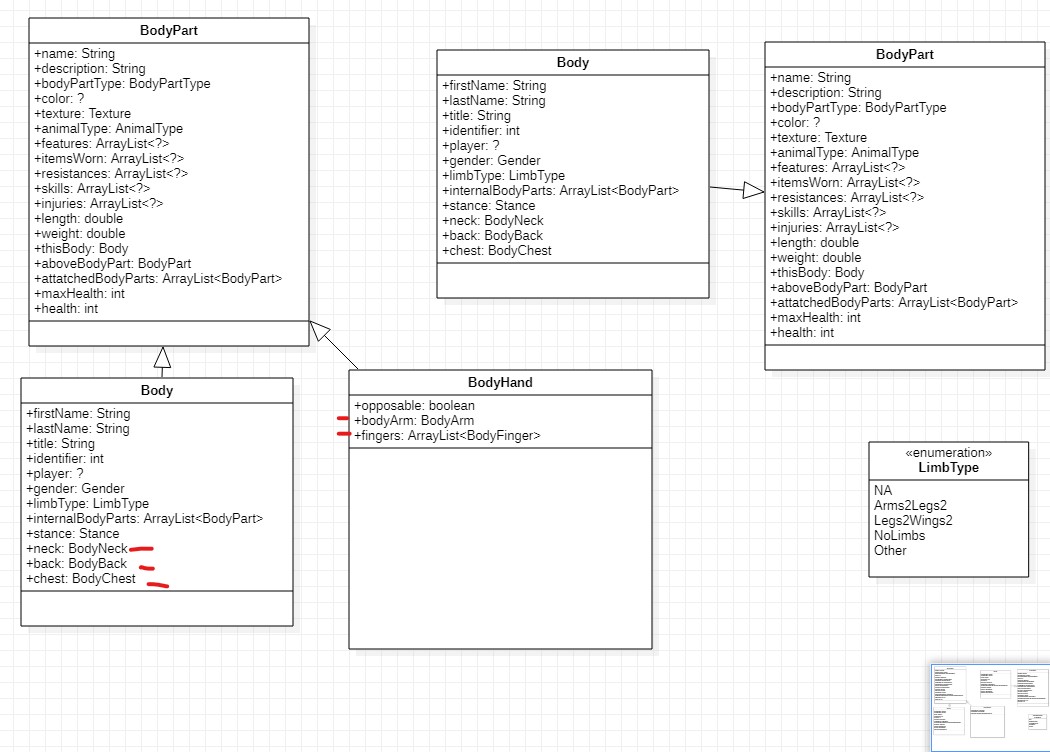 BodyPart
+name: String
+description: String
+bodyPartType: BodyPartType
+color: ?
+texture: Texture
+animalType: AnimalType
+features: ArrayList<?>
+itemsWorn: ArrayList<?>
+resistances: ArrayList<?>
+skills: ArrayList<?>
+injuries: ArrayList<?>
+length: double
+weight: double
+thisBody: Body
+aboveBodyPart: BodyPart
+attatchedBodyParts: ArrayList<BodyPart>
+maxHealth: int
+health: int
Body
+firstName: String
+lastName: String
+title: String
+identifier: int
+player: ?
+gender: Gender
+limbType: LimbType
+internalBodyParts: ArrayList<BodyPart>
+stance: Stance
+neck: BodyNeck
+back: BodyBack
+chest: BodyChest
BodyPart
+name: String
+description: String
+bodyPartType: BodyPartType
+color: ?
+texture: Texture
+animalType: AnimalType
+features: ArrayList<?>
+itemsWorn: ArrayList<?>
+resistances: ArrayList<?>
+skills: ArrayList<?>
+injuries: ArrayList<?>
+length: double
+weight: double
+thisBody: Body
+aboveBodyPart: BodyPart
+attatchedBodyParts: ArrayList<BodyPart>
+maxHealth: int
+health: int
Body
+firstName: String
+lastName: String
+title: String
+identifier: int
+player: ?
+gender: Gender
+limbType: LimbType
+internalBodyParts: ArrayList<BodyPart>
+stance: Stance
+neck: BodyNeck
+back: BodyBack
+chest: BodyChest
BodyHand
+opposable: boolean
+bodyArm: BodyArm
+fingers: ArrayList<BodyFinger>
«enumeration»
LimbType
NA
Arms2Legs2
Legs2Wings2
NoLimbs
Other